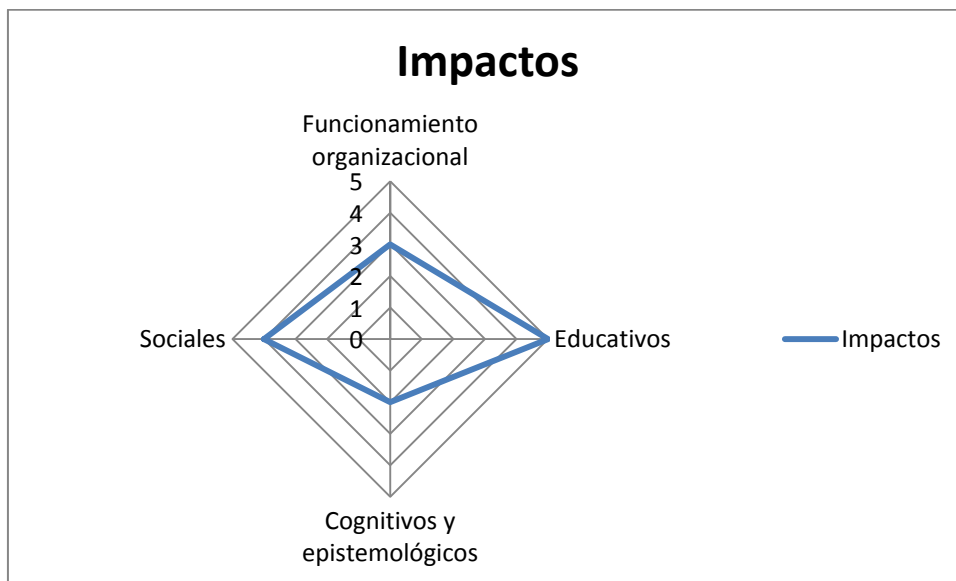 Impactos
Funcionamiento
organizacional
5
4
3
2
1
0
Sociales
Educativos
Impactos
Cognitivos y
epistemológicos